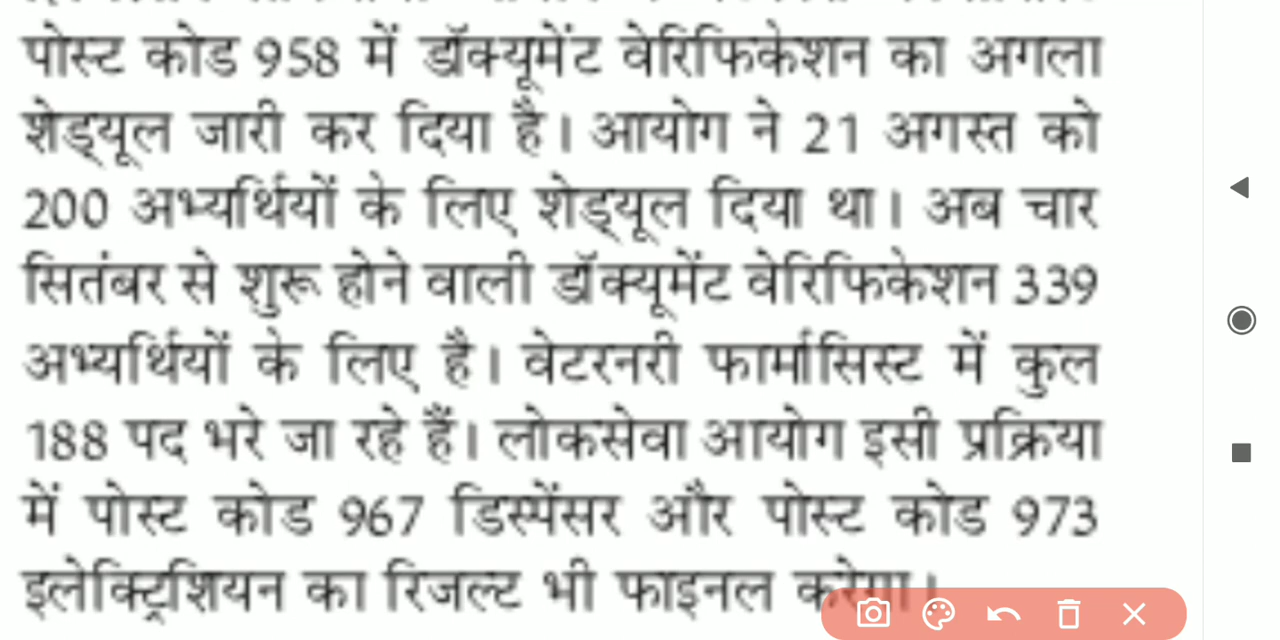 पोस्ट कोड 958 में डॉक्यूमेंट वेरिफिकेशन का अगला
शेड्यूल जारी कर दिया है। आयोग ने 21 अगस्त को
200 अभ्यर्थियों के लिए शेड्यूल दिया था। अब चार
सितंबर से शुरू होने वाली डॉक्यूमेंट वेरिफिकेशन 339
अभ्यर्थियों के लिए है। वेटरनरी फार्मासिस्ट में कुल
188 पद भरे जा रहे हैं। लोकसेवा आयोग इसी प्रक्रिया
में पोस्ट कोड 967 डिस्पेंसर और पोस्ट कोड 973
इलेक्ट्रिशियन का रिजल्ट भी फाइनल करेगा।